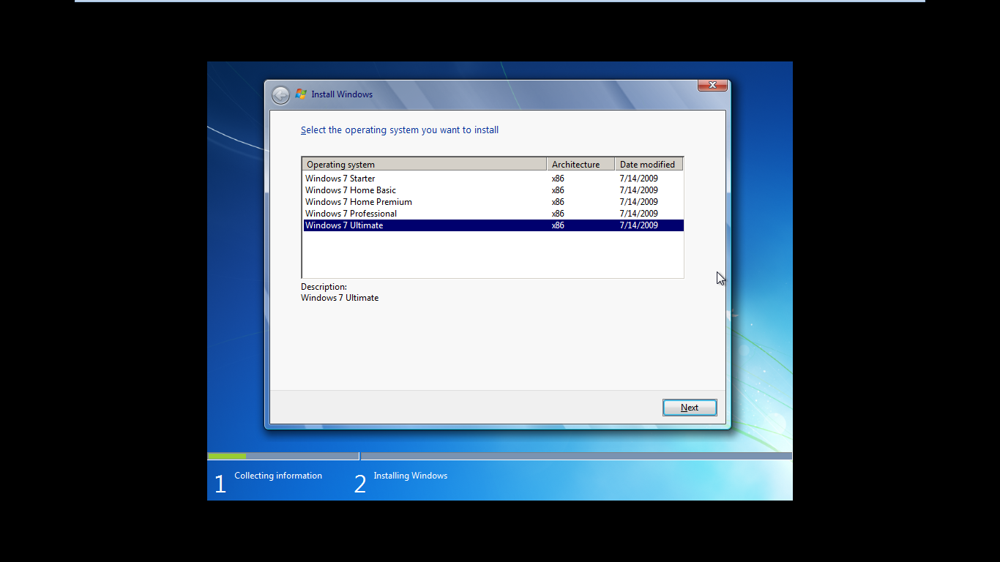 Install Windows
Select the operating system you want to install
Operating system Architecture Date modified
Windows 7 Starter x86 7/14/2009
Windows 7 Home Basic x86 7/14/2009
Windows 7 Home Premium x86 7/14/2009
Windows 7 Professional x86 7/14/2009
Windows 7 Ultimate x86 7/14/2009
Description:
Windows 7 Ultimate
Next
1 Collecting information 2 Installing Windows